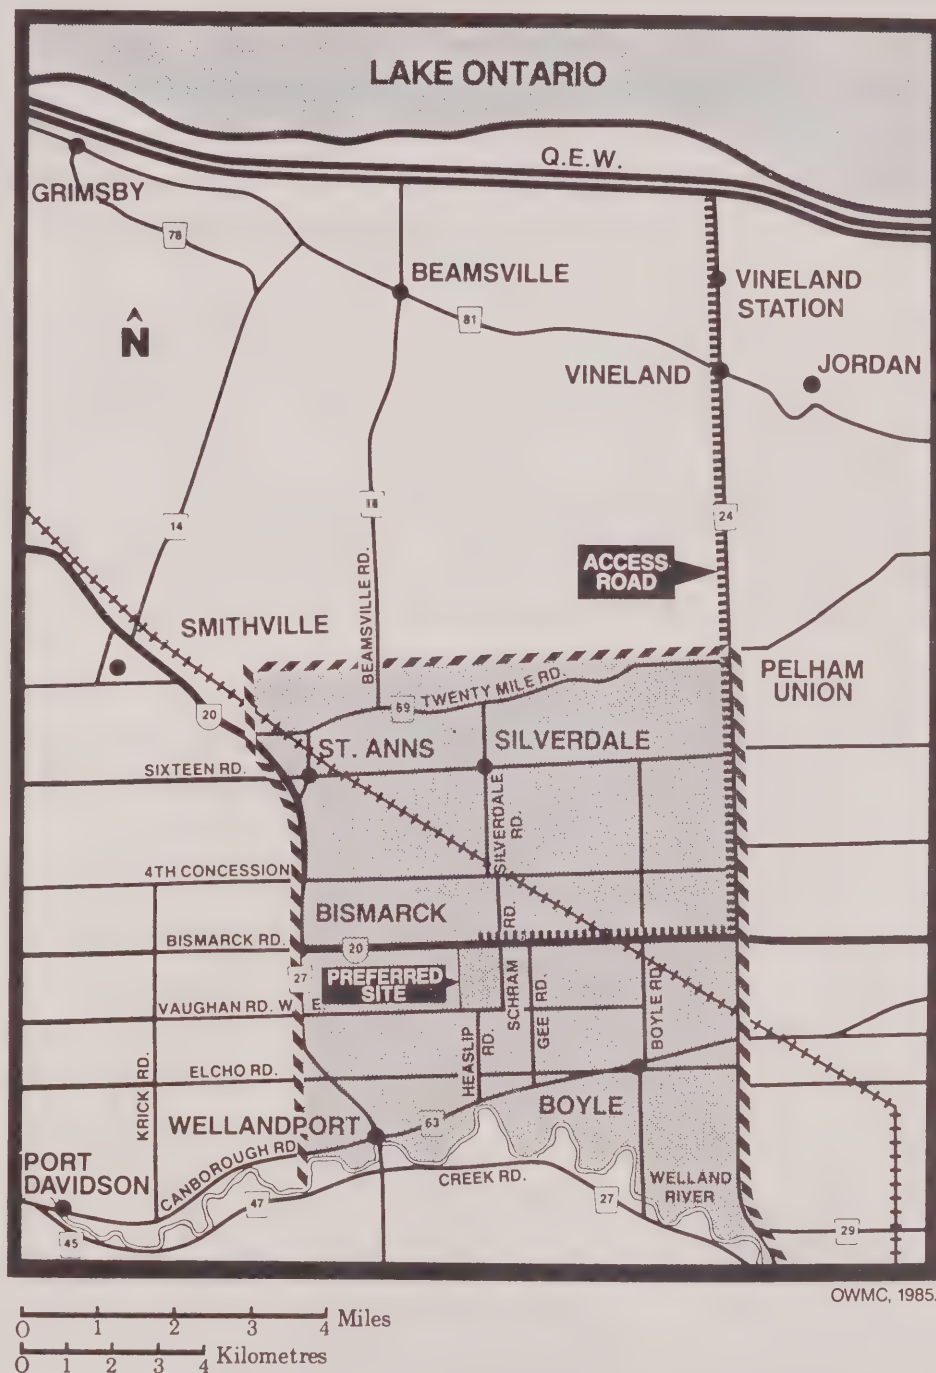 LAKE ONTARIO
Q.E.W.
GRIMSBY
78
BEAMSVILLE
VINELAND
STATION
81
N
VINELAND
JORDAN
18
14
24
ACCESS
ROAD
BEAMSVILLE RD.
SMITHVILLE
PELHAM
UNION
TWENTY MILE RD.
69
20
ST. ANNS
SILVERDALE
SIXTEEN RD.
SILVERDALE
RD.
4TH CONCESSION
BISMARCK
RD.
BISMARCK RD.
20
27
PREFERRED
SITE
SCHRAM
GEE RD.
BOYLE RD.
VAUGHAN RD. W E
HEASLIP
RD.
ELCHO RD.
KRICK RD.
BOYLE
WELLANDPORT
63
CANBOROUGH RD.
PORT
DAVIDSON
CREEK RD.
WELLAND
RIVER
47
27
45
29
OWMC, 1985.
0 1 2 3 4 Miles
0 1 2 3 4 Kilometres